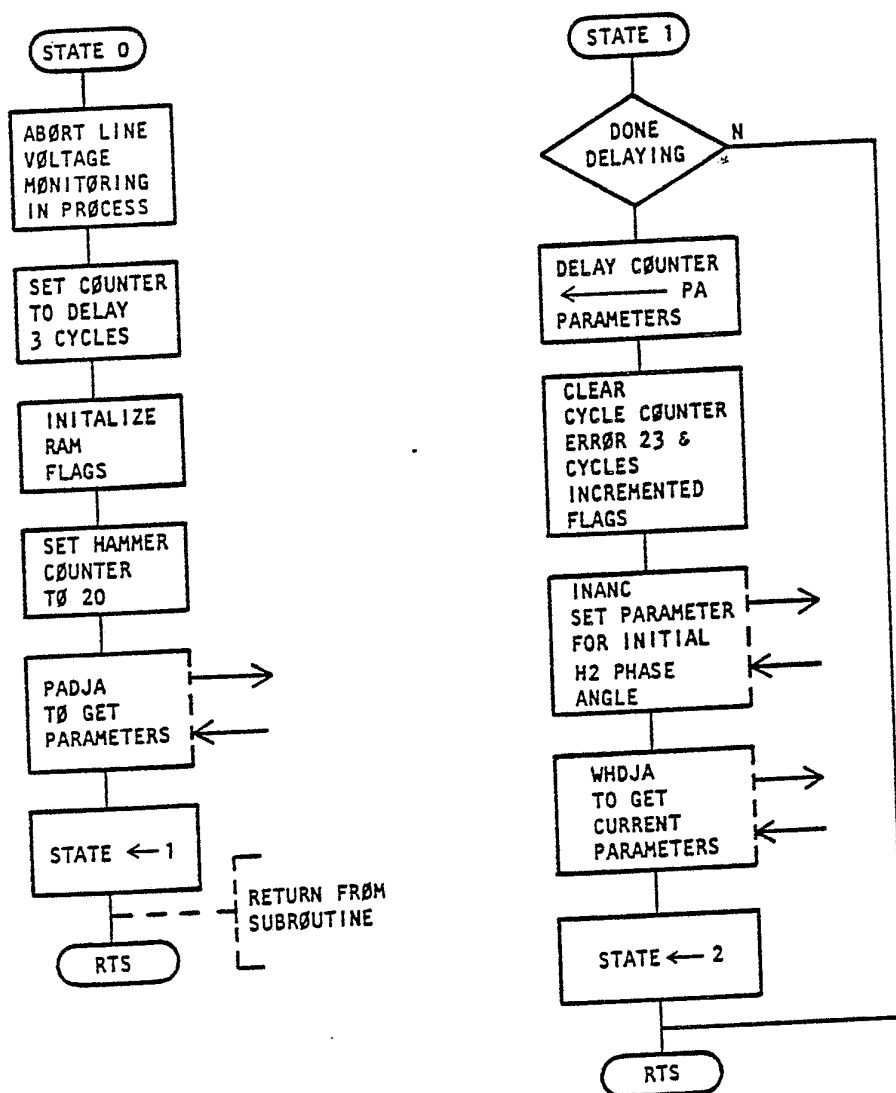 STATE 0
ABØRT LINE
VØLTAGE
MØNITØRING
IN PRØCESS
SET CØUNTER
TO DELAY
3 CYCLES
INITALIZE
RAM
FLAGS
SET HAMMER
CØUNTER
TØ 20
PADJA
TØ GET
PARAMETERS
STATE ← 1
RETURN FRØM
SUBRØUTINE
RTS
STATE 1
DONE
DELAYING
N
DELAY CØUNTER
← PA
PARAMETERS
CLEAR
CYCLE CØUNTER
ERRØR 23 &
CYCLES
INCREMENTED
FLAGS
INANC
SET PARAMETER
FOR INITIAL
H2 PHASE
ANGLE
WHDJA
TO GET
CURRENT
PARAMETERS
STATE ← 2
RTS